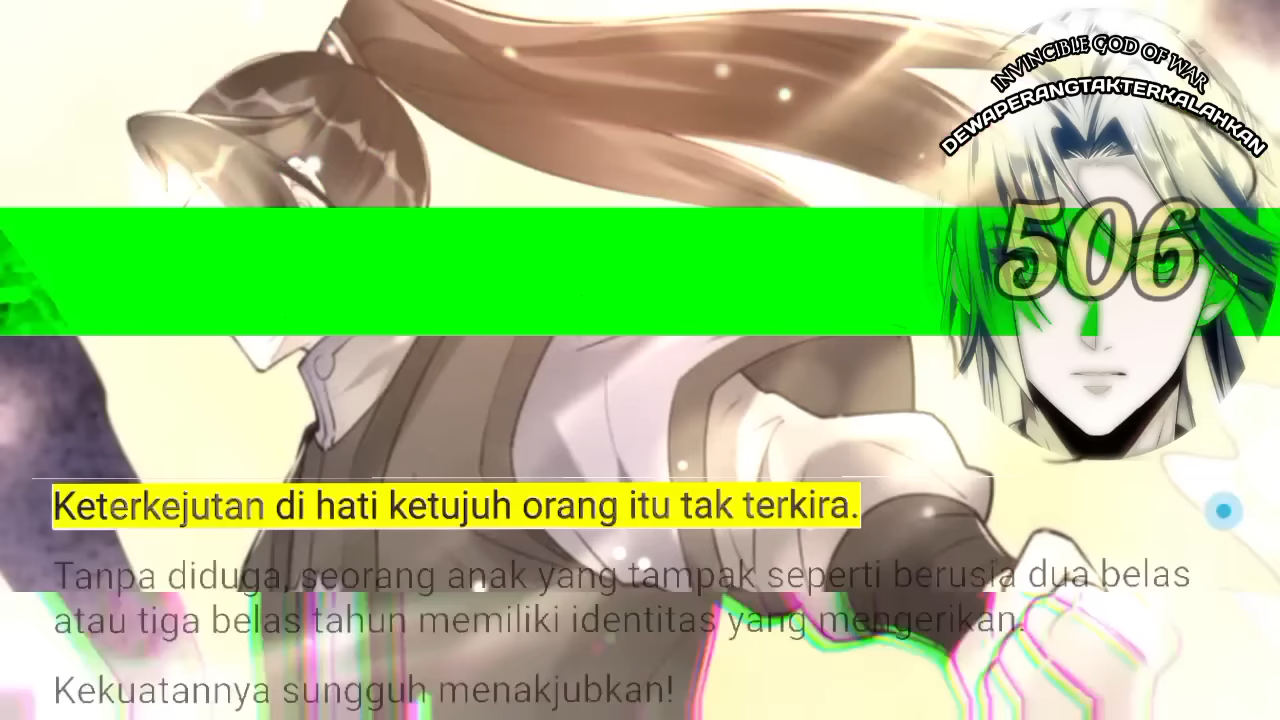 INVINCIBLE GOD OF WAR
DEWAPERANGTAKTERKALAHKAN
506
Keterkejutan di hati ketujuh orang itu tak terkira.
Tanpa diduga, seorang anak yang tampak seperti berusia dua belas
atau tiga belas tahun memiliki identitas yang mengerikan.
Kekuatannya sungguh menakjubkan!